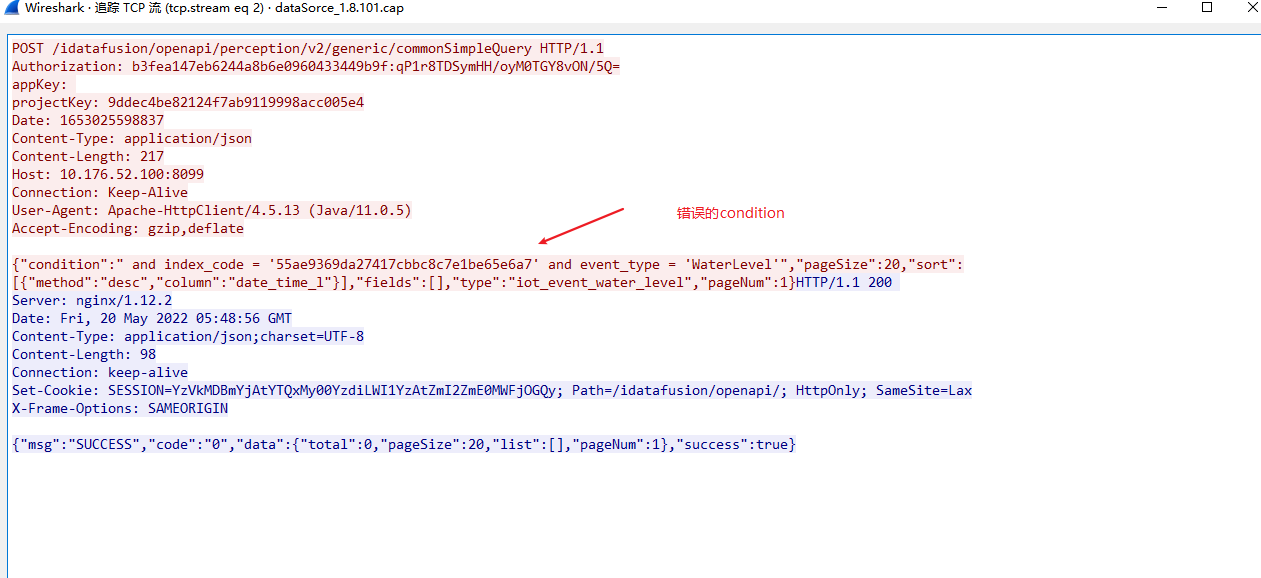 Wireshark · 追踪 TCP 流 (tcp.stream eq 2) · dataSorce_1.8.101.cap
POST /idatafusion/openapi/perception/v2/generic/commonSimpleQuery HTTP/1.1
Authorization: b3fea147eb6244a8b6e0960433449b9f:qP1r8TDSymHH/oyM0TGY8vON/5Q=
appKey:
projectKey: 9ddec4be82124f7ab9119998acc005e4
Date: 1653025598837
Content-Type: application/json
Content-Length: 217
Host: 10.176.52.100:8099
Connection: Keep-Alive
User-Agent: Apache-HttpClient/4.5.13 (Java/11.0.5)
错误的condition
Accept-Encoding: gzip,deflate
{"condition":" and index_code = '55ae9369da27417cbbc8c7e1be65e6a7' and event_type = 'WaterLevel'","pageSize":20,"sort":
[{"method":"desc","column":"date_time_l"}],"fields":[],"type":"iot_event_water_level","pageNum":1}HTTP/1.1 200
Server: nginx/1.12.2
Date: Fri, 20 May 2022 05:48:56 GMT
Content-Type: application/json;charset=UTF-8
Content-Length: 98
Connection: keep-alive
Set-Cookie: SESSION=YzVkMDBmYjAtYTQxMy00YzdiLWI1YzAtZmI2ZmE0MWFjOGQy; Path=/idatafusion/openapi/; HttpOnly; SameSite=Lax
X-Frame-Options: SAMEORIGIN
{"msg":"SUCCESS","code":"0","data":{"total":0,"pageSize":20,"list":[],"pageNum":1},"success":true}